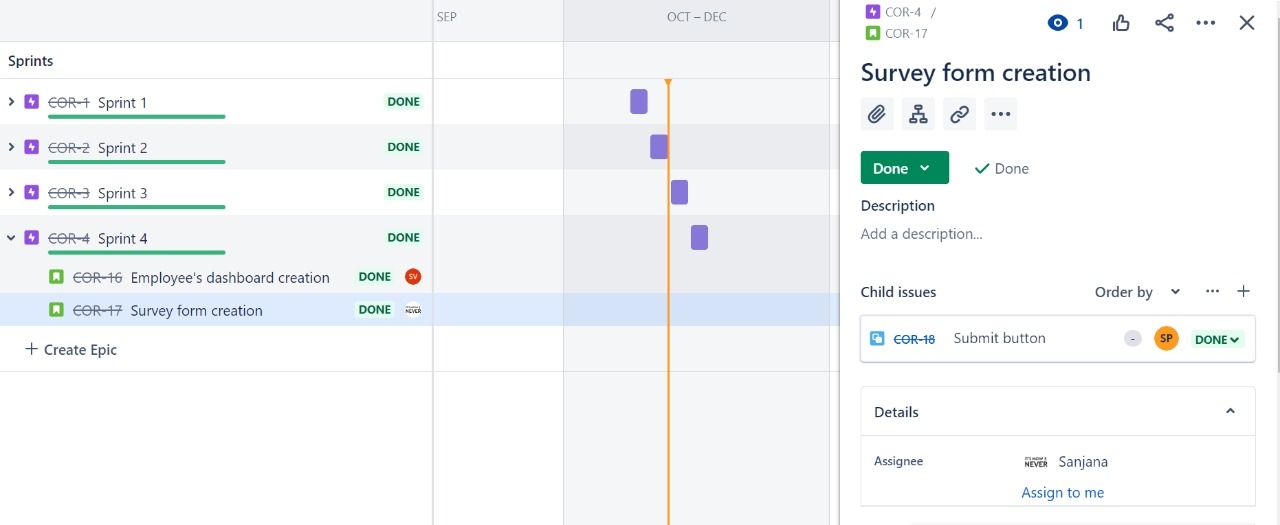 SEP
OCT – DEC
Sprints
COR-1 Sprint 1 DONE
COR-2 Sprint 2 DONE
COR-3 Sprint 3 DONE
COR-4 Sprint 4 DONE
COR-16 Employee's dashboard creation DONE SV
COR-17 Survey form creation DONE NEVER
+ Create Epic
COR-4 /
COR-17
1
Survey form creation
Done
Done
Description
Add a description...
Child issues
Order by
COR-18 Submit button - SP DONE
Details
Assignee
IT'S NOW OR
NEVER
Sanjana
Assign to me